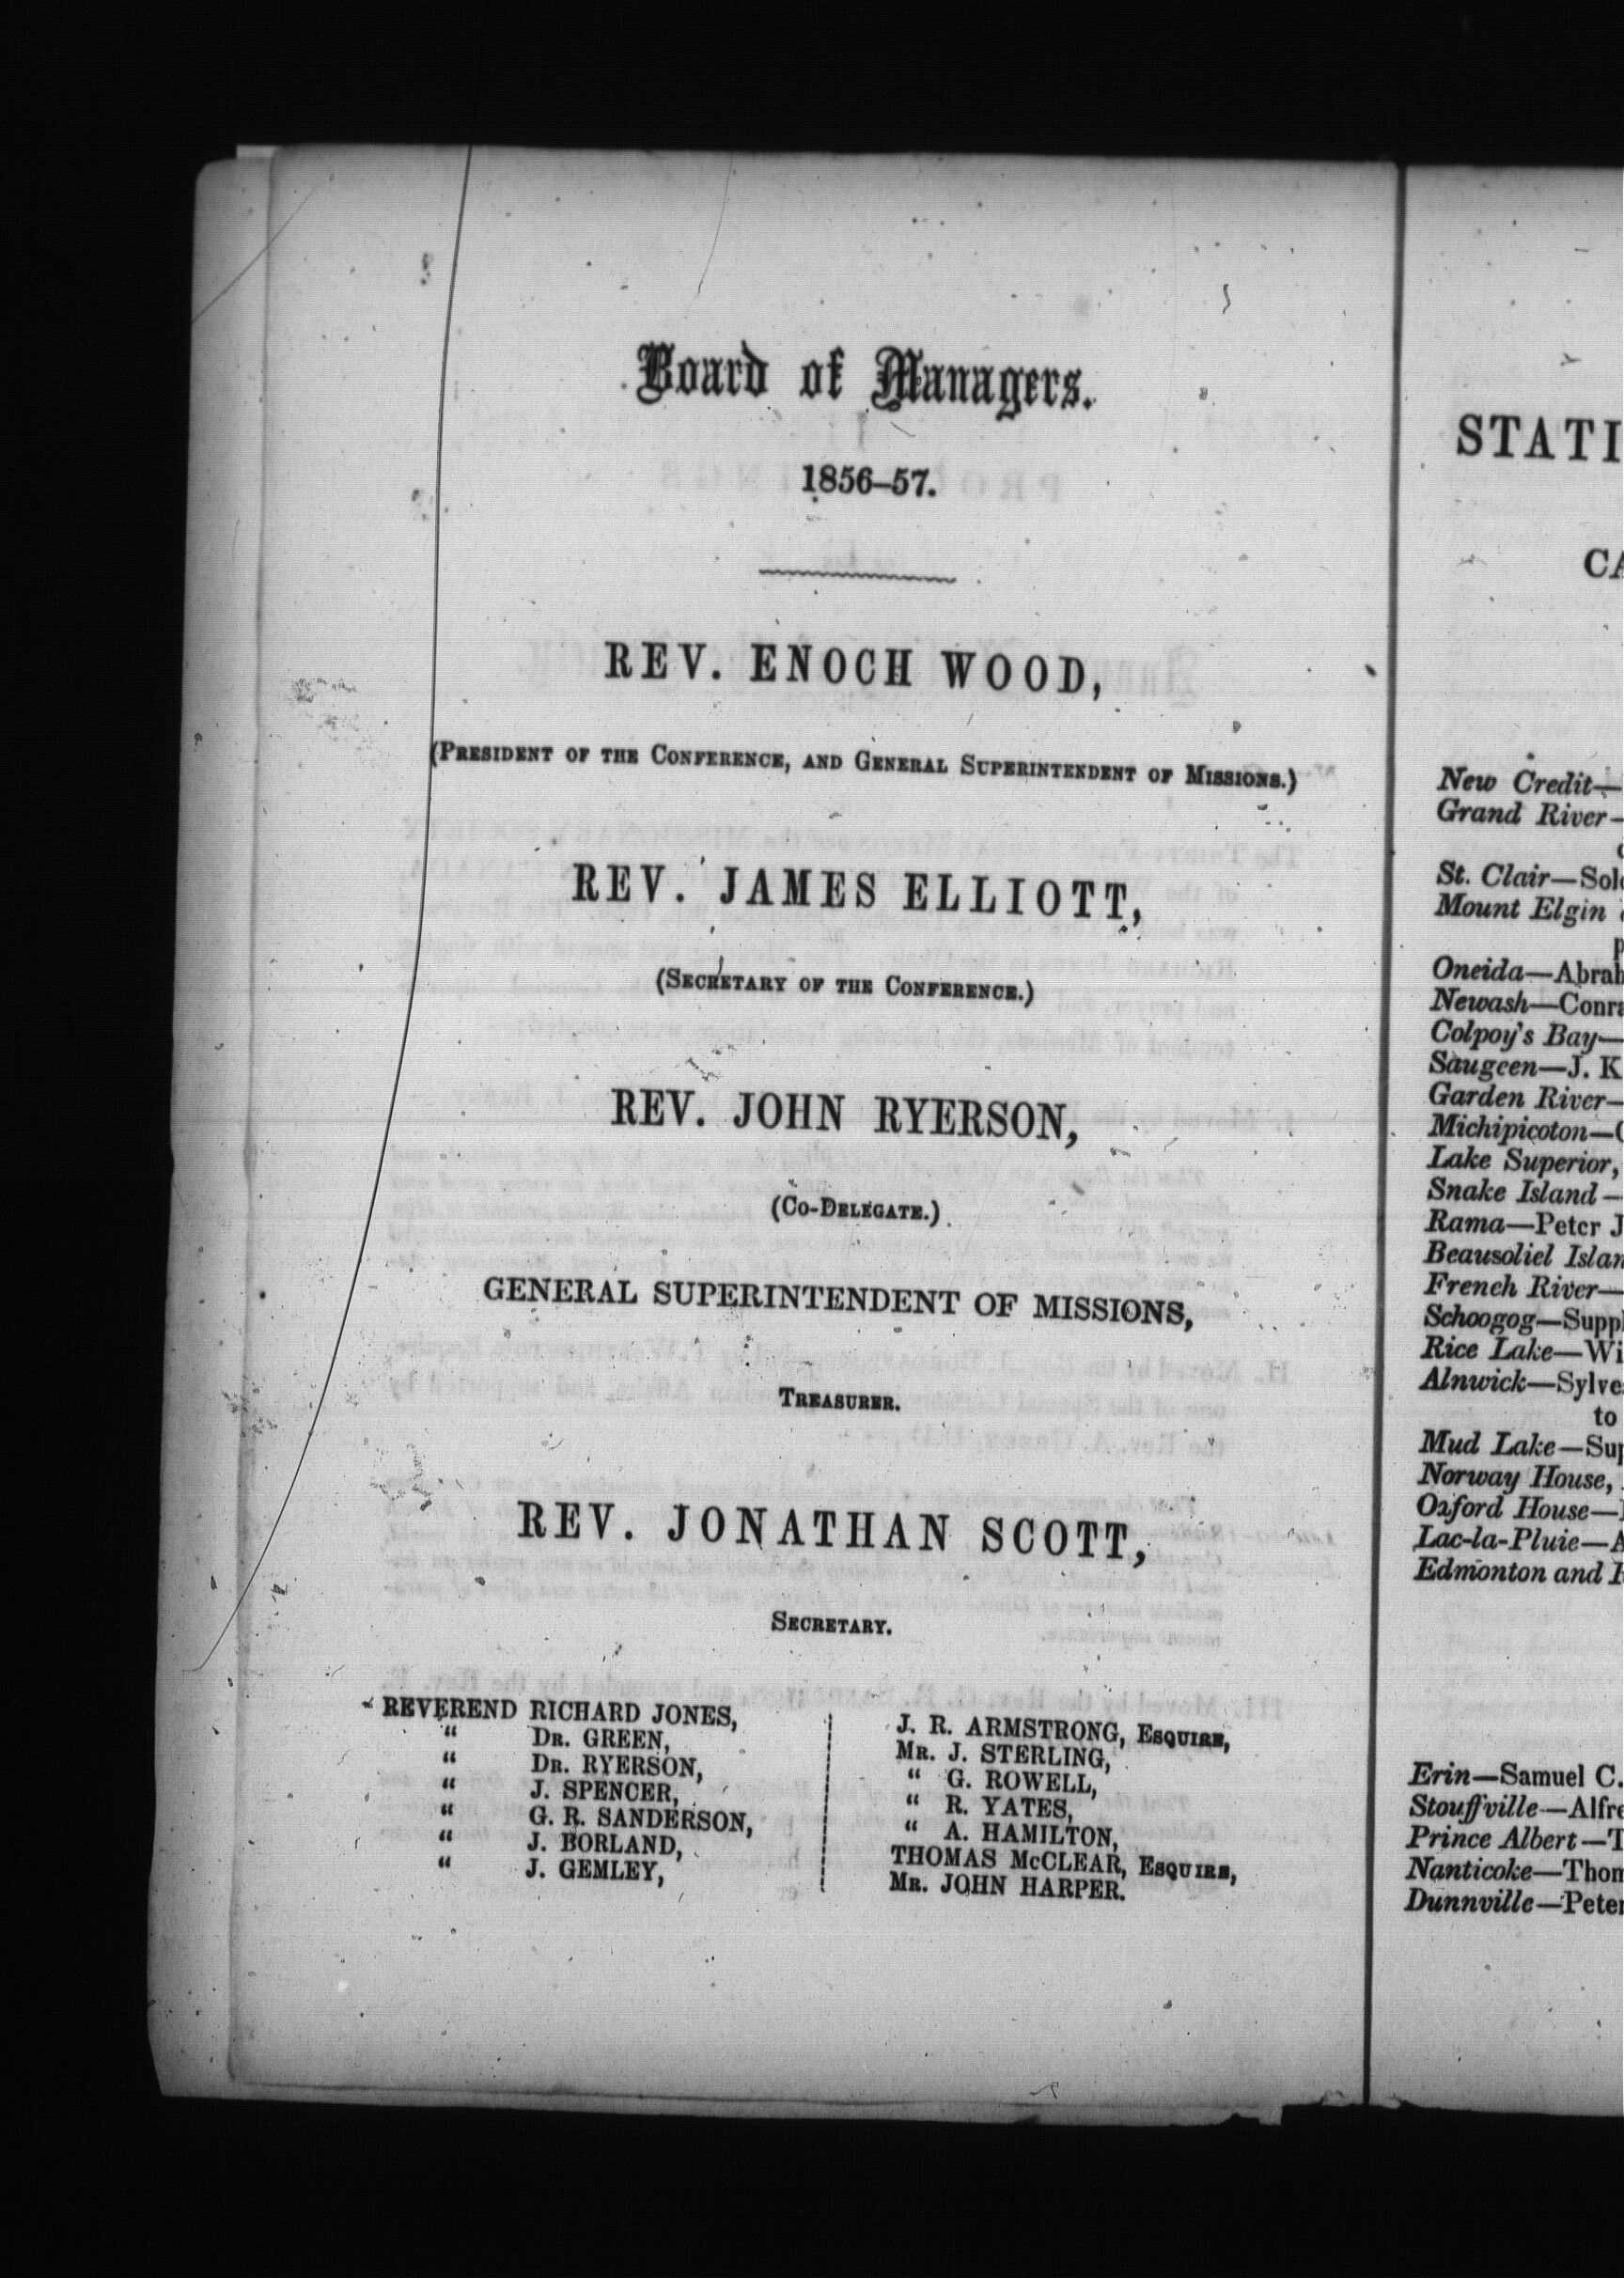 Board of Managers.
1856–57.
REV. ENOCH WOOD,
(PRESIDENT OF THE CONFERENCE, AND GENERAL SUPERINTENDENT OF MISSIONS.)
REV. JAMES ELLIOTT,
(SECRETARY OF THE CONFERENCE.)
REV. JOHN RYERSON,
(CO-DELEGATE.)
GENERAL SUPERINTENDENT OF MISSIONS,
TREASURER.
REV. JONATHAN SCOTT,
SECRETARY.
REVEREND RICHARD JONES,
“ DR. GREEN,
“ DR. RYERSON,
“ J. SPENCER,
“ G. R. SANDERSON,
“ J. BORLAND,
“ J. GEMLEY,
J. R. ARMSTRONG, ESQUIRE,
MR. J. STERLING,
“ G. ROWELL,
“ R. YATES,
“ A. HAMILTON,
THOMAS McCLEAR, ESQUIRE,
MR. JOHN HARPER.
STATI
CA
New Credit—
Grand River—
St. Clair—Solo
Mount Elgin
Oneida—Abrah
Newash—Conra
Colpoy's Bay—
Saugeen—J. K
Garden River—
Michipicoton—
Lake Superior,
Snake Island—
Rama—Peter J
Beausoliel Islan
French River—
Schoogog—Suppl
Rice Lake—Wi
Alnwick—Sylve
to
Mud Lake—Sup
Norway House,
Oxford House—
Lac-la-Pluie—A
Edmonton and
Erin—Samuel C.
Stouffville—Alfre
Prince Albert—T
Nanticoke—Thom
Dunnville—Peter